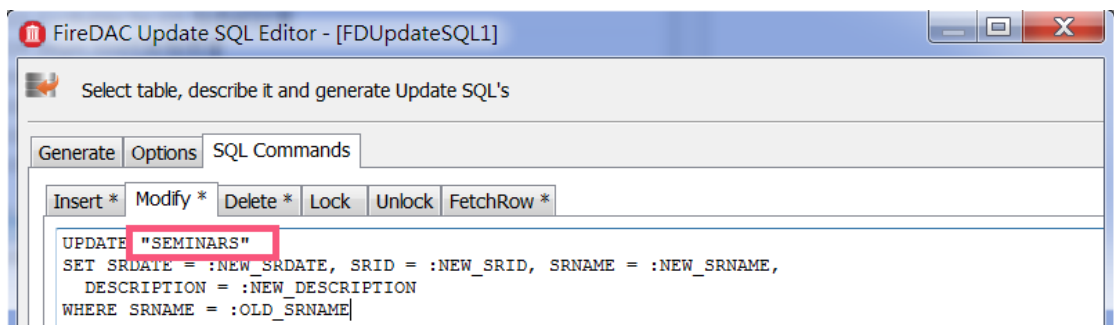 FireDAC Update SQL Editor - [FDUpdateSQL1]
Select table, describe it and generate Update SQL's
Generate Options SQL Commands
Insert * Modify * Delete * Lock Unlock FetchRow *
UPDATE "SEMINARS"
SET SRDATE = :NEW_SRDATE, SRID = :NEW_SRID, SRNAME = :NEW_SRNAME,
DESCRIPTION = :NEW_DESCRIPTION
WHERE SRNAME = :OLD_SRNAME